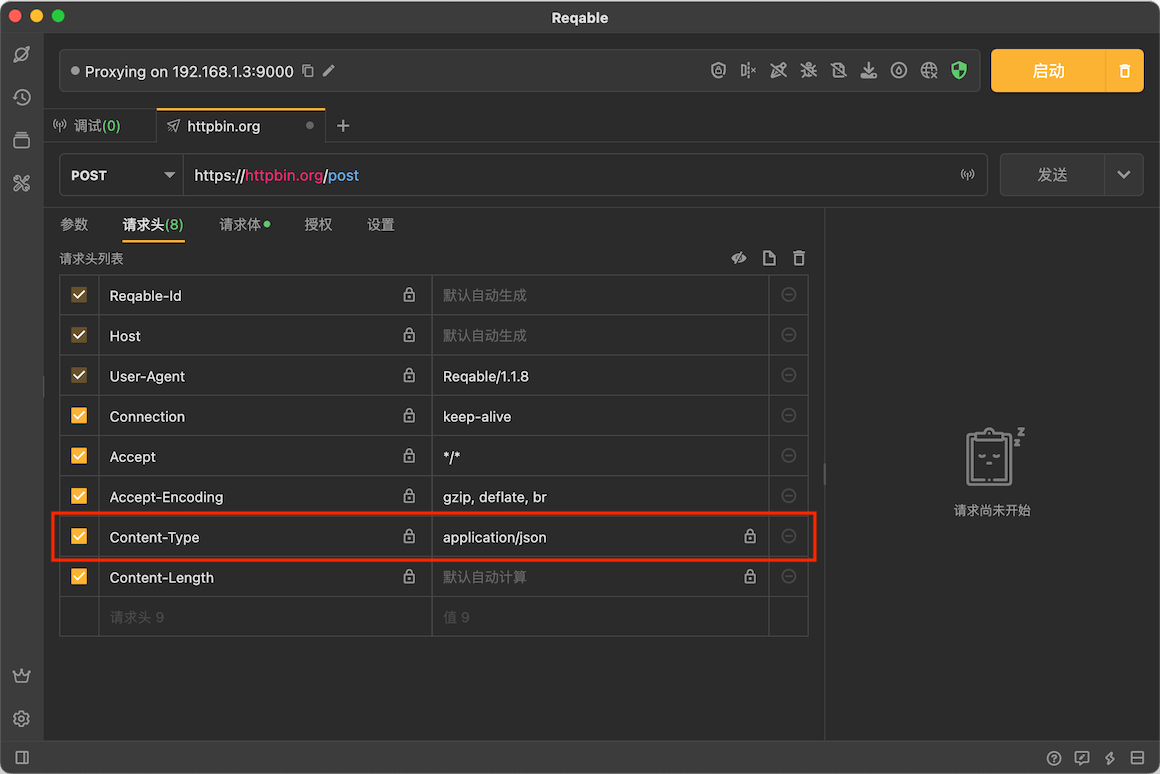 Reqable
Proxying on 192.168.1.3:9000
启动
调试(0)
httpbin.org
POST
https://httpbin.org/post
发送
参数
请求头(8)
请求体
授权
设置
请求头列表
Reqable-Id
默认自动生成
Host
默认自动生成
User-Agent
Reqable/1.1.8
Connection
keep-alive
Accept
*/*
Accept-Encoding
gzip, deflate, br
Content-Type
application/json
Content-Length
默认自动计算
请求头 9
值 9
z
z
z
请求尚未开始